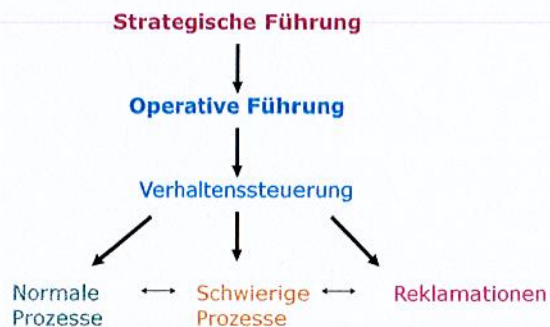 Strategische Führung
Operative Führung
Verhaltenssteuerung
Normale Prozesse
Schwierige Prozesse
Reklamationen